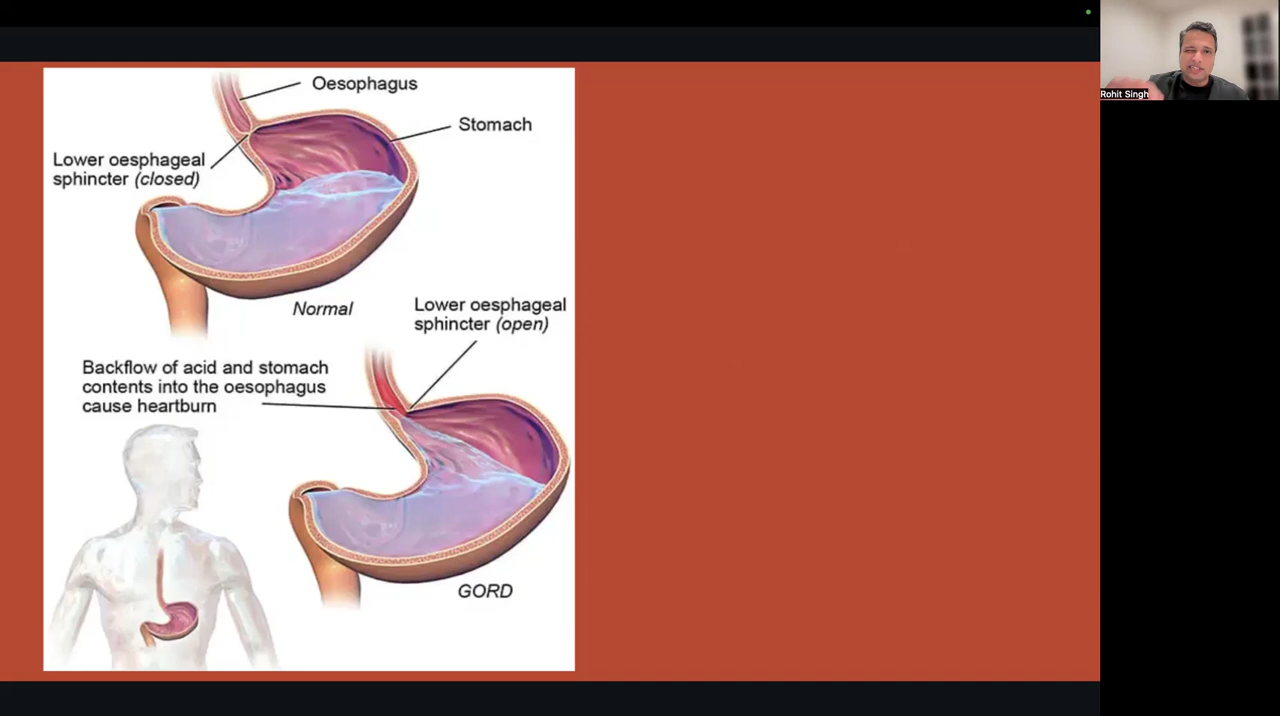 Oesophagus
Stomach
Lower oesphageal
sphincter (closed)
Normal
Lower oesphageal
sphincter (open)
Backflow of acid and stomach
contents into the oesophagus
cause heartburn
GORD
Rohit Singh